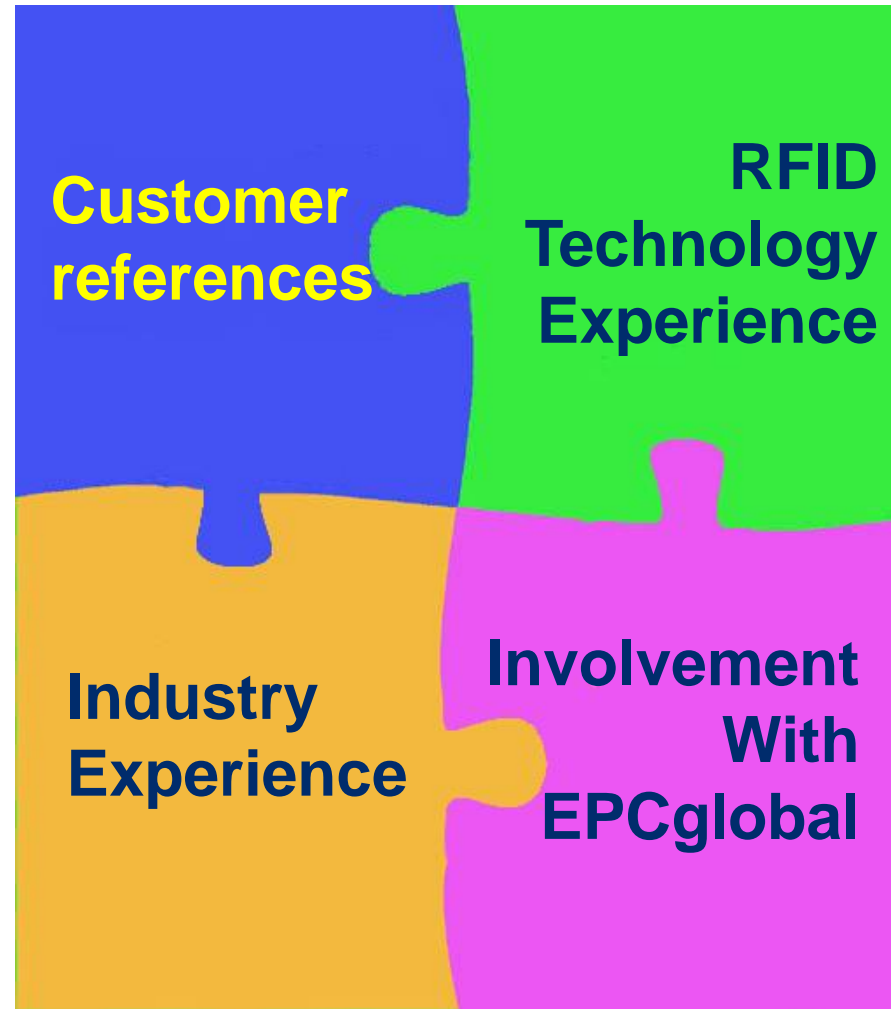 Customer
references
RFID
Technology
Experience
Industry
Experience
Involvement
With
EPCglobal